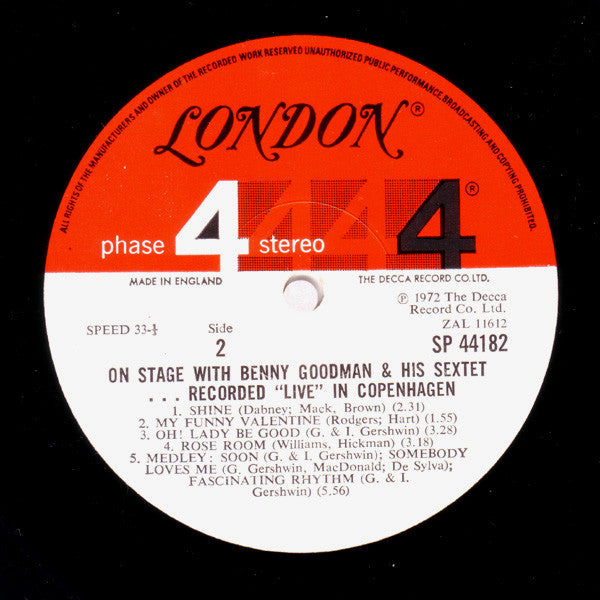 ALL RIGHTS OF THE MANUFACTURERS AND OWNER OF THE RECORDED WORK RESERVED UNAUTHORIZED PUBLIC PERFORMANCE, BROADCASTING AND COPYING PROHIBITED.
LONDON®
phase 4 stereo 4 4 4®
MADE IN ENGLAND THE DECCA RECORD CO. LTD.
℗ 1972 The Decca
Record Co. Ltd.
SPEED 33-⅓ Side ZAL 11612
2 SP 44182
ON STAGE WITH BENNY GOODMAN & HIS SEXTET
... RECORDED "LIVE" IN COPENHAGEN
1. SHINE (Dabney; Mack, Brown) (2.31)
2. MY FUNNY VALENTINE (Rodgers; Hart) (1.55)
3. OH! LADY BE GOOD (G. & I. Gershwin) (3.28)
4. ROSE ROOM (Williams, Hickman) (3.18)
5. MEDLEY: SOON (G. & I. Gershwin); SOMEBODY
LOVES ME (G. Gershwin, MacDonald; De Sylva);
FASCINATING RHYTHM (G. & I.
Gershwin) (5.56)